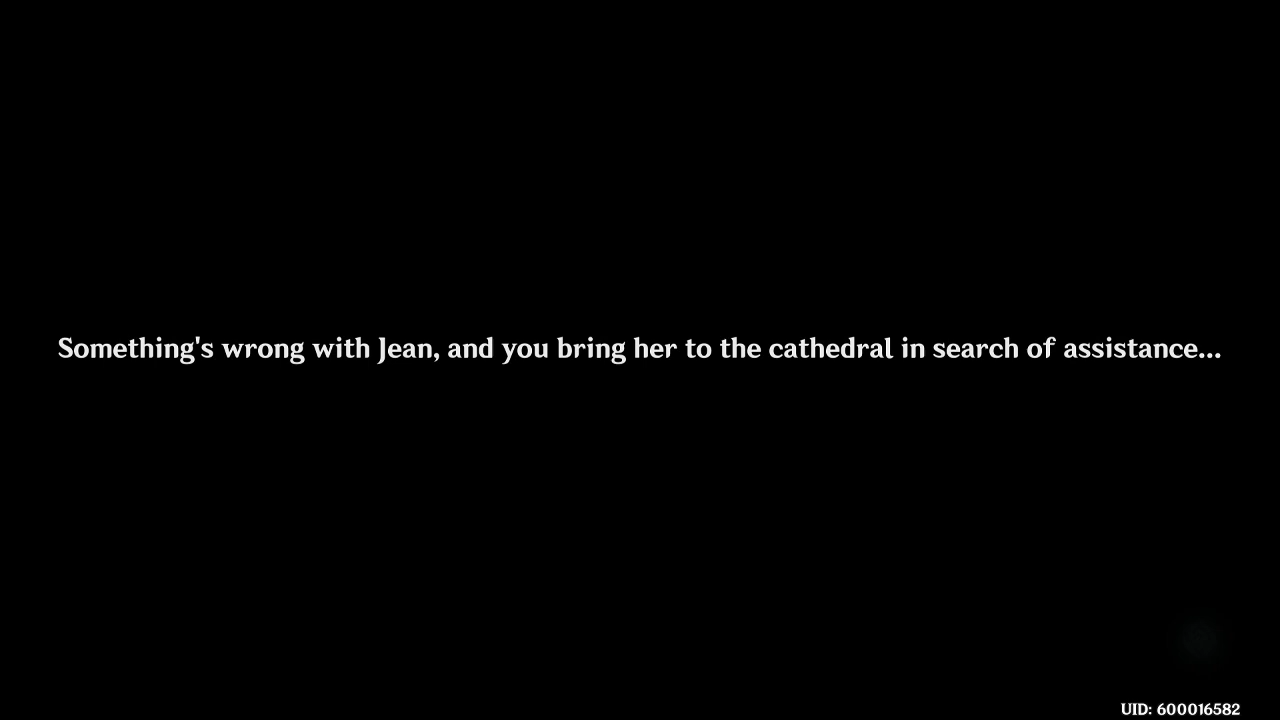 Something's wrong with Jean, and you bring her to the cathedral in search of assistance...
UID: 600016582